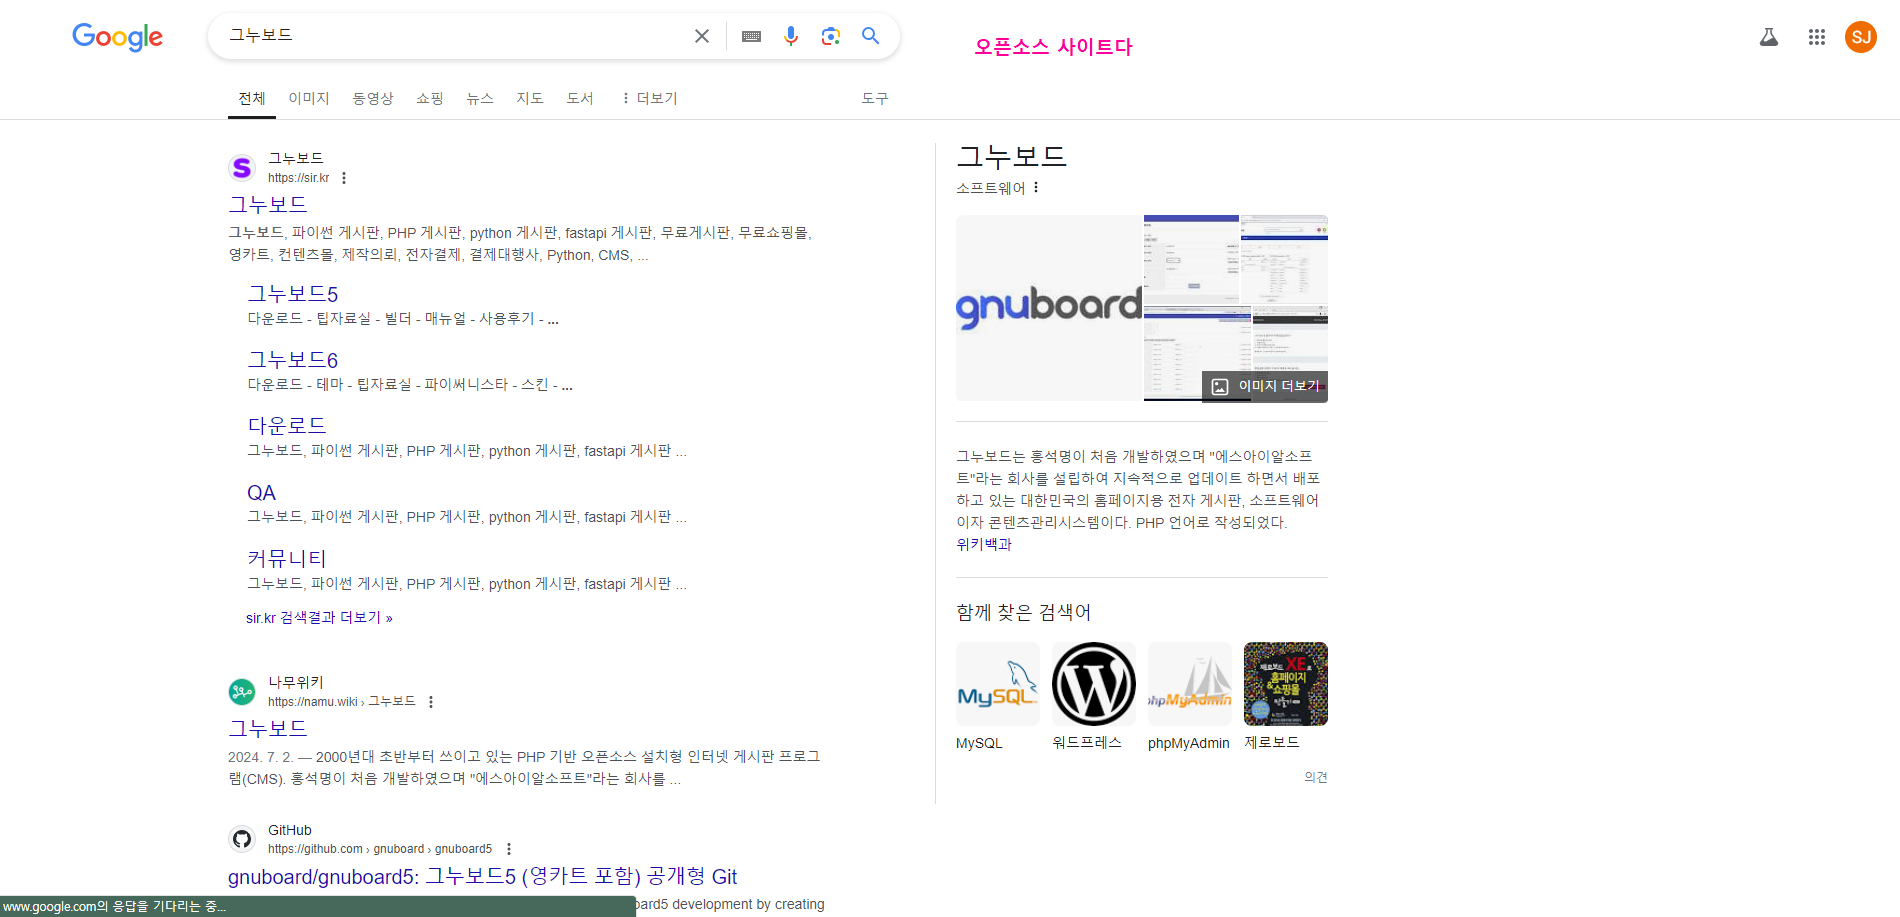 Google
그누보드
오픈소스 사이트다
SJ
전체 이미지 동영상 쇼핑 뉴스 지도 도서 더보기 도구
그누보드
https://sir.kr
그누보드
그누보드, 파이썬 게시판, PHP 게시판, python 게시판, fastapi 게시판, 무료게시판, 무료쇼핑몰,
영카트, 컨텐츠몰, 제작의뢰, 전자결제, 결제대행사, Python, CMS, ...
그누보드5
다운로드 - 팁자료실 - 빌더 - 매뉴얼 - 사용후기 - ...
그누보드6
다운로드 - 테마 - 팁자료실 - 파이써니스타 - 스킨 - ...
다운로드
그누보드, 파이썬 게시판, PHP 게시판, python 게시판, fastapi 게시판 ...
QA
그누보드, 파이썬 게시판, PHP 게시판, python 게시판, fastapi 게시판 ...
커뮤니티
그누보드, 파이썬 게시판, PHP 게시판, python 게시판, fastapi 게시판 ...
sir.kr 검색결과 더보기 »
나무위키
https://namu.wiki › 그누보드
그누보드
2024. 7. 2. — 2000년대 초반부터 쓰이고 있는 PHP 기반 오픈소스 설치형 인터넷 게시판 프로그
램(CMS). 홍석명이 처음 개발하였으며 "에스아이알소프트"라는 회사를 ...
GitHub
https://github.com › gnuboard › gnuboard5
gnuboard/gnuboard5: 그누보드5 (영카트 포함) 공개형 Git
board5 development by creating
www.google.com의 응답을 기다리는 중...
그누보드
소프트웨어
gnuboard
이미지 더보기
그누보드는 홍석명이 처음 개발하였으며 "에스아이알소프
트"라는 회사를 설립하여 지속적으로 업데이트 하면서 배포
하고 있는 대한민국의 홈페이지용 전자 게시판, 소프트웨어
이자 콘텐츠관리시스템이다. PHP 언어로 작성되었다.
위키백과
함께 찾은 검색어
MySQL
phpMyAdmin
제로보드 XE로
홈페이지
&쇼핑몰
MySQL 워드프레스 phpMyAdmin 제로보드
의견